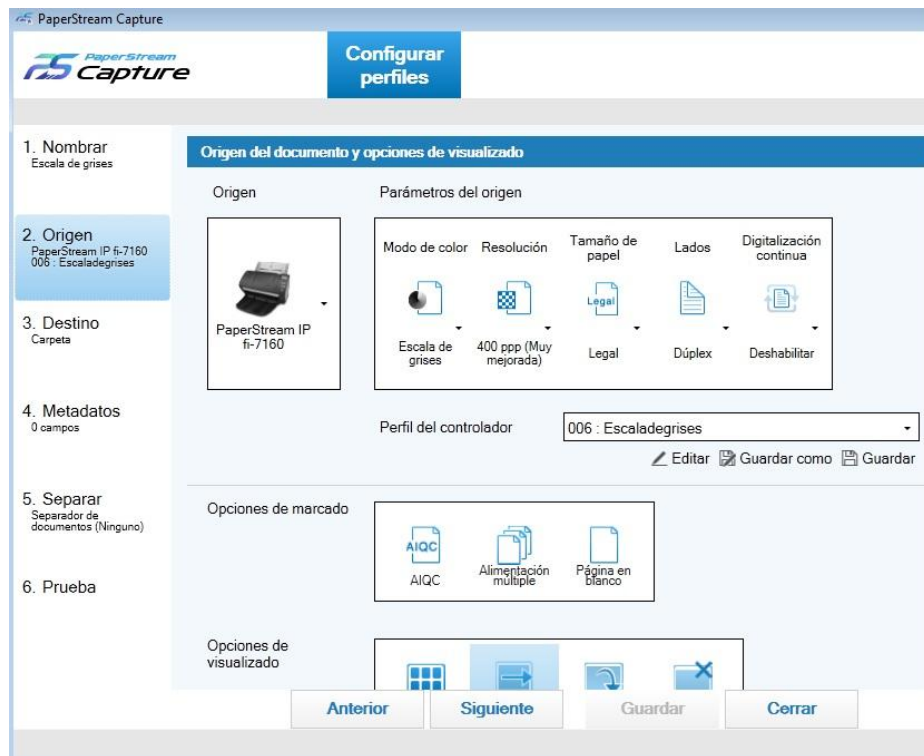 PaperStream Capture
PaperStream
Capture
Configurar
perfiles
1. Nombrar
Escala de grises
2. Origen
PaperStream IP fi-7160
006 : Escaladegrises
3. Destino
Carpeta
4. Metadatos
0 campos
5. Separar
Separador de
documentos (Ninguno)
6. Prueba
Origen del documento y opciones de visualizado
Origen
PaperStream IP
fi-7160
Parámetros del origen
Modo de color
Resolución
Tamaño de
papel
Lados
Digitalización
continua
Legal
Escala de
grises
400 ppp (Muy
mejorada)
Legal
Dúplex
Deshabilitar
Perfil del controlador
006 : Escaladegrises
Editar
Guardar como
Guardar
Opciones de marcado
AIQC
AIQC
Alimentación
múltiple
Página en
blanco
Opciones de
visualizado
Anterior
Siguiente
Guardar
Cerrar